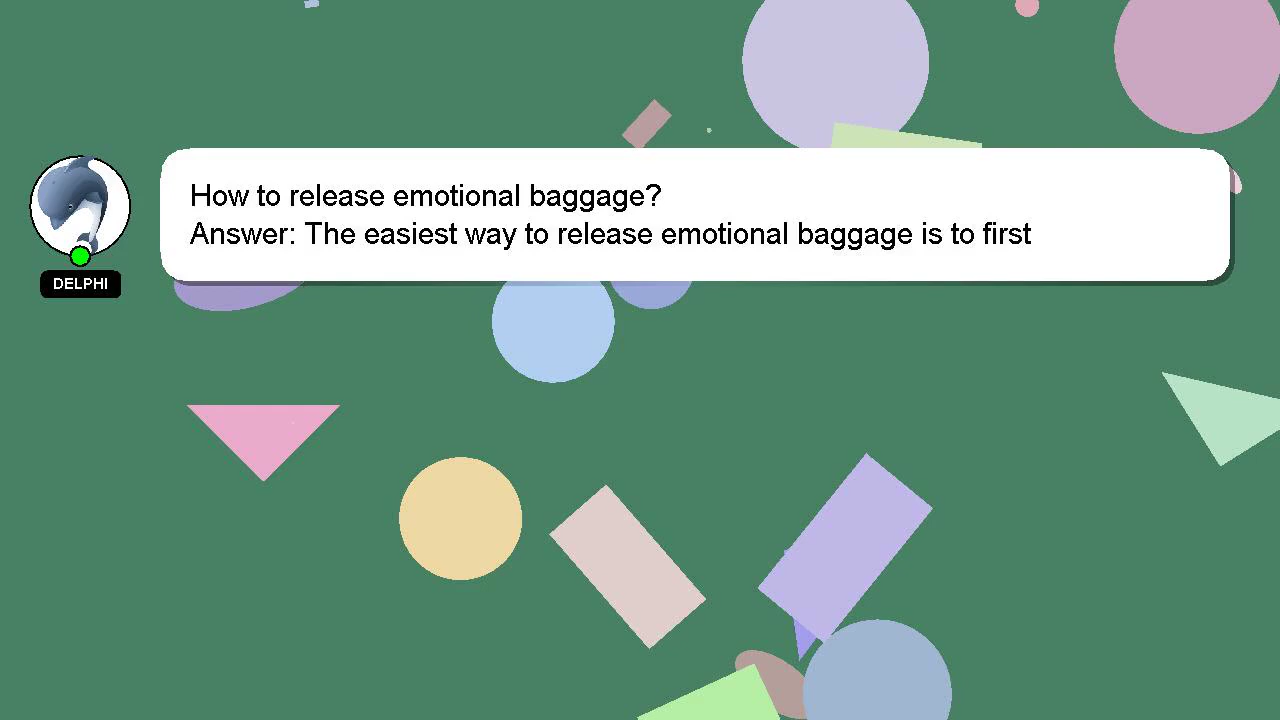 How to release emotional baggage?
Answer: The easiest way to release emotional baggage is to first
DELPHI